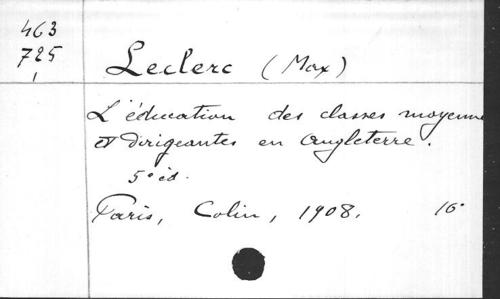 463
725
1
Leclerc (Max)
L'éducation des classes moyenne
et dirigeantes en Angleterre.
5e éd.
Paris, Colin, 1908. 16°